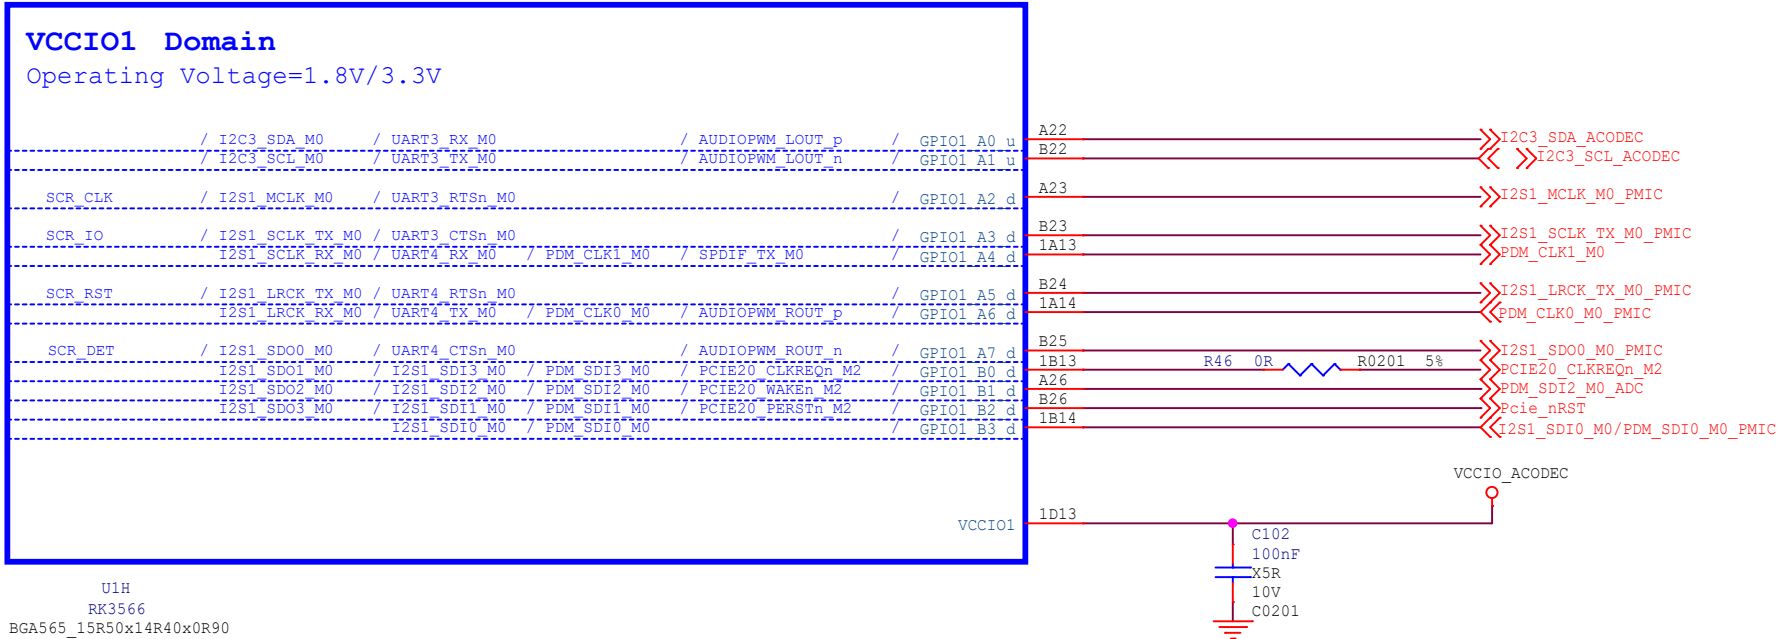 VCCIO1 Domain
Operating Voltage=1.8V/3.3V
/ I2C3_SDA_M0 / UART3_RX_M0 / AUDIOPWM_LOUT_p / GPIO1_A0_u A22 I2C3_SDA_ACODEC
/ I2C3_SCL_M0 / UART3_TX_M0 / AUDIOPWM_LOUT_n / GPIO1_A1_u B22 I2C3_SCL_ACODEC
SCR_CLK / I2S1_MCLK_M0 / UART3_RTSn_M0 / GPIO1_A2_d A23 I2S1_MCLK_M0_PMIC
SCR_IO / I2S1_SCLK_TX_M0 / UART3_CTSn_M0 / GPIO1_A3_d B23 I2S1_SCLK_TX_M0_PMIC
I2S1_SCLK_RX_M0 / UART4_RX_M0 / PDM_CLK1_M0 / SPDIF_TX_M0 / GPIO1_A4_d 1A13 PDM_CLK1_M0
SCR_RST / I2S1_LRCK_TX_M0 / UART4_RTSn_M0 / GPIO1_A5_d B24 I2S1_LRCK_TX_M0_PMIC
I2S1_LRCK_RX_M0 / UART4_TX_M0 / PDM_CLK0_M0 / AUDIOPWM_ROUT_p / GPIO1_A6_d 1A14 PDM_CLK0_M0_PMIC
SCR_DET / I2S1_SDO0_M0 / UART4_CTSn_M0 / AUDIOPWM_ROUT_n / GPIO1_A7_d B25 I2S1_SDO0_M0_PMIC
I2S1_SDO1_M0 / I2S1_SDI3_M0 / PDM_SDI3_M0 / PCIE20_CLKREQn_M2 / GPIO1_B0_d 1B13 R46 0R R0201 5% PCIE20_CLKREQn_M2
I2S1_SDO2_M0 / I2S1_SDI2_M0 / PDM_SDI2_M0 / PCIE20_WAKEn_M2 / GPIO1_B1_d A26 PDM_SDI2_M0_ADC
I2S1_SDO3_M0 / I2S1_SDI1_M0 / PDM_SDI1_M0 / PCIE20_PERSTn_M2 / GPIO1_B2_d B26 Pcie_nRST
I2S1_SDI0_M0 / PDM_SDI0_M0 / GPIO1_B3_d 1B14 I2S1_SDI0_M0/PDM_SDI0_M0_PMIC
VCCIO_ACODEC
VCCIO1 1D13
C102
100nF
X5R
10V
C0201
U1H
RK3566
BGA565_15R50x14R40x0R90